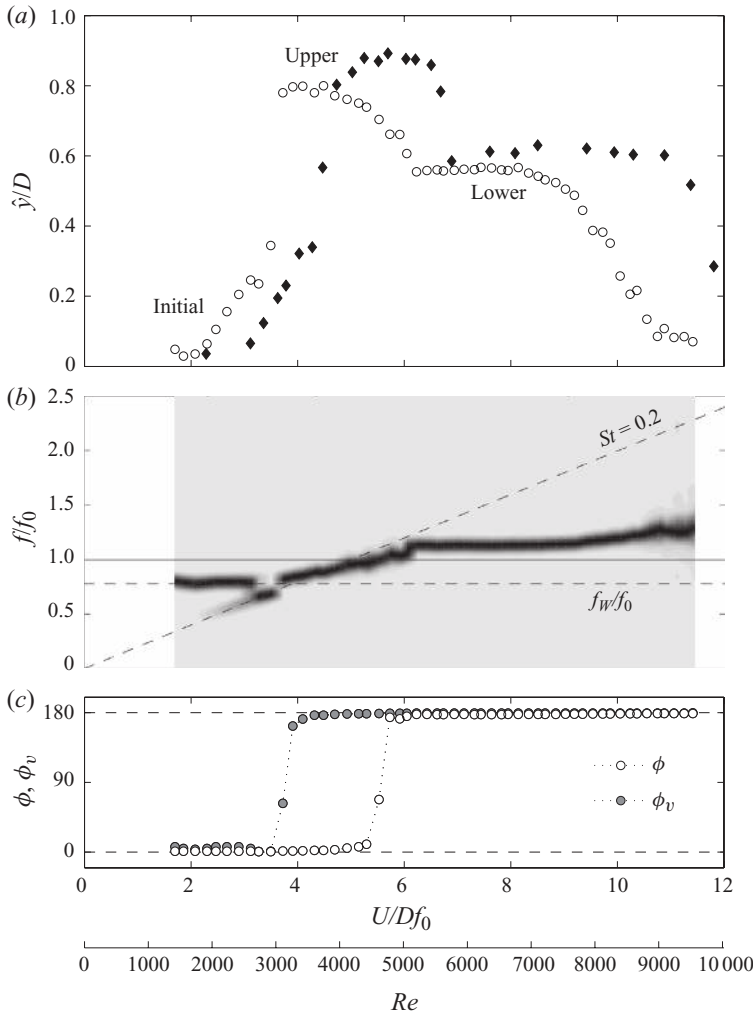 (a)
1.0
0.8
0.6
0.4
0.2
0
ŷ/D
Upper
Lower
Initial
(b)
2.5
2.0
1.5
1.0
0.5
0
f/f₀
St = 0.2
f_W/f₀
(c)
180
90
0
ϕ, ϕᵥ
ϕ
ϕᵥ
0 2 4 6 8 10 12
U/Df₀
0 1000 2000 3000 4000 5000 6000 7000 8000 9000 10 000
Re